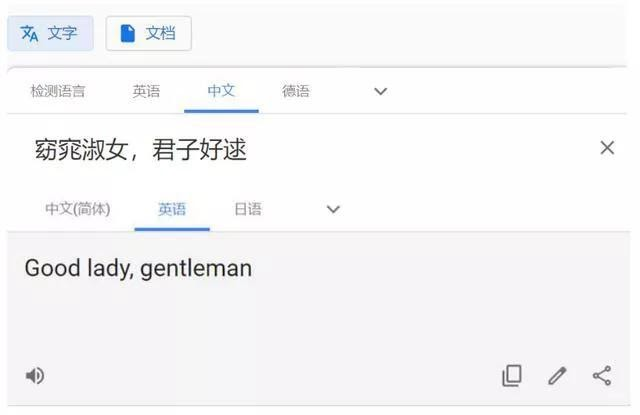 文字 文档
检测语言 英语 中文 德语
窈窕淑女，君子好逑
中文(简体) 英语 日语
Good lady, gentleman